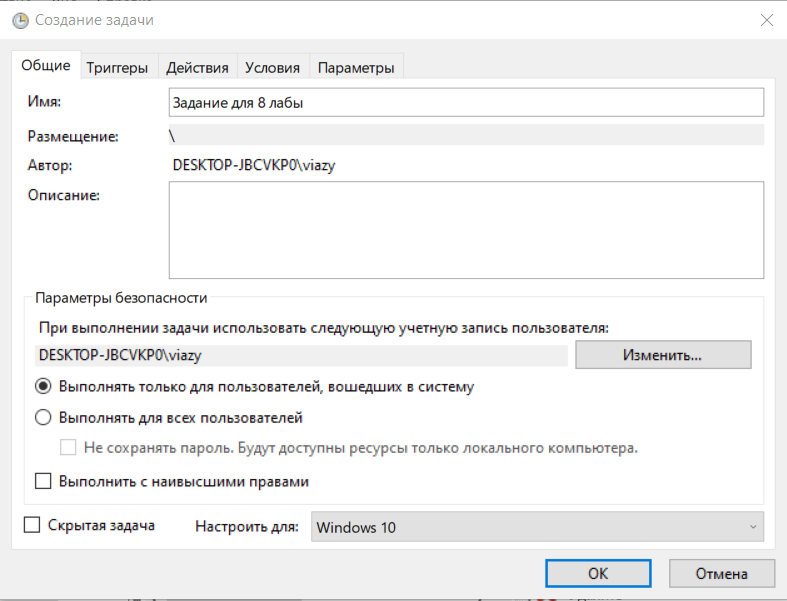 Создание задачи
Общие Триггеры Действия Условия Параметры
Имя: Задание для 8 лабы
Размещение: \
Автор: DESKTOP-JBCVKP0\viazy
Описание:
Параметры безопасности
При выполнении задачи использовать следующую учетную запись пользователя:
DESKTOP-JBCVKP0\viazy Изменить...
Выполнять только для пользователей, вошедших в систему
Выполнять для всех пользователей
Не сохранять пароль. Будут доступны ресурсы только локального компьютера.
Выполнить с наивысшими правами
Скрытая задача Настроить для: Windows 10
OK Отмена